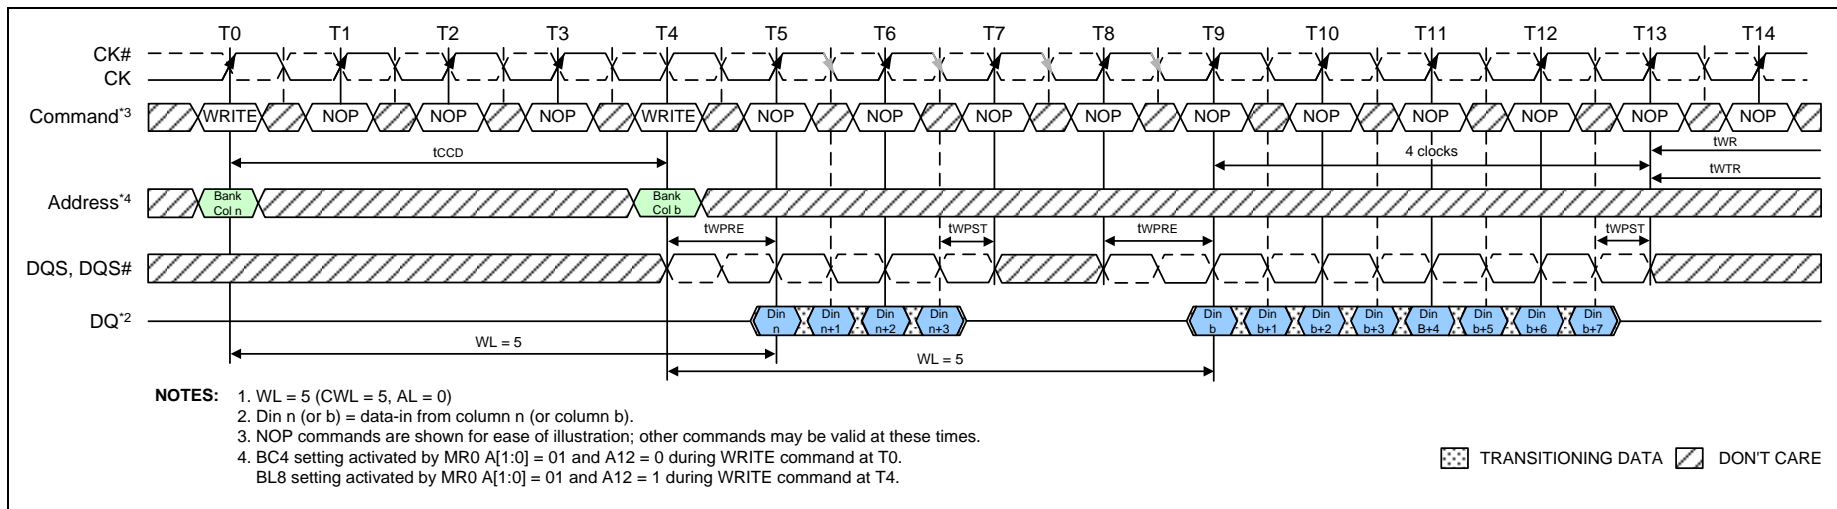 T0 T1 T2 T3 T4 T5 T6 T7 T8 T9 T10 T11 T12 T13 T14
CK#
CK
Command*3 WRITE NOP NOP NOP WRITE NOP NOP NOP NOP NOP NOP NOP NOP NOP NOP
tCCD 4 clocks tWR
tWTR
Address*4 Bank Col n Bank Col b
tWPRE tWPST tWPRE tWPST
DQS, DQS#
DQ*2 Din n Din n+1 Din n+2 Din n+3 Din b Din b+1 Din b+2 Din b+3 Din B+4 Din b+5 Din b+6 Din b+7
WL = 5
WL = 5
NOTES: 1. WL = 5 (CWL = 5, AL = 0)
2. Din n (or b) = data-in from column n (or column b).
3. NOP commands are shown for ease of illustration; other commands may be valid at these times.
4. BC4 setting activated by MR0 A[1:0] = 01 and A12 = 0 during WRITE command at T0.
BL8 setting activated by MR0 A[1:0] = 01 and A12 = 1 during WRITE command at T4.
TRANSITIONING DATA DON'T CARE